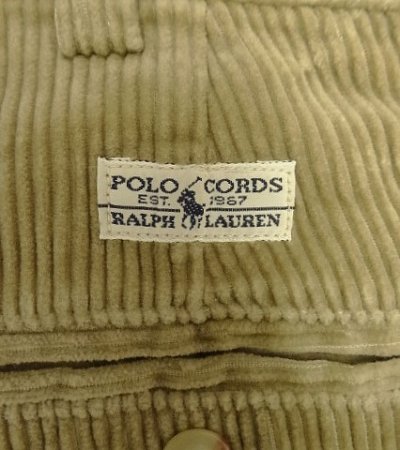 POLO CORDS
EST. 1967
RALPH LAUREN